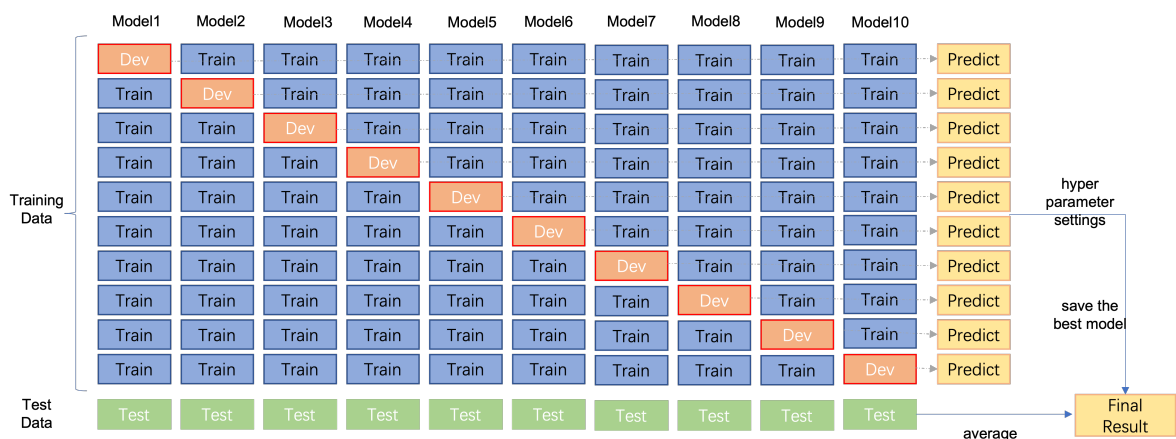 Model1 Model2 Model3 Model4 Model5 Model6 Model7 Model8 Model9 Model10
Dev Train Train Train Train Train Train Train Train Train Predict
Train Dev Train Train Train Train Train Train Train Train Predict
Train Train Dev Train Train Train Train Train Train Train Predict
Train Train Train Dev Train Train Train Train Train Train Predict
Train Train Train Train Dev Train Train Train Train Train Predict
Train Train Train Train Train Dev Train Train Train Train Predict
Train Train Train Train Train Train Dev Train Train Train Predict
Train Train Train Train Train Train Train Dev Train Train Predict
Train Train Train Train Train Train Train Train Dev Train Predict
Train Train Train Train Train Train Train Train Train Dev Predict
Training
Data
hyper
parameter
settings
save the
best model
Test
Data
Test Test Test Test Test Test Test Test Test Test
average
Final
Result